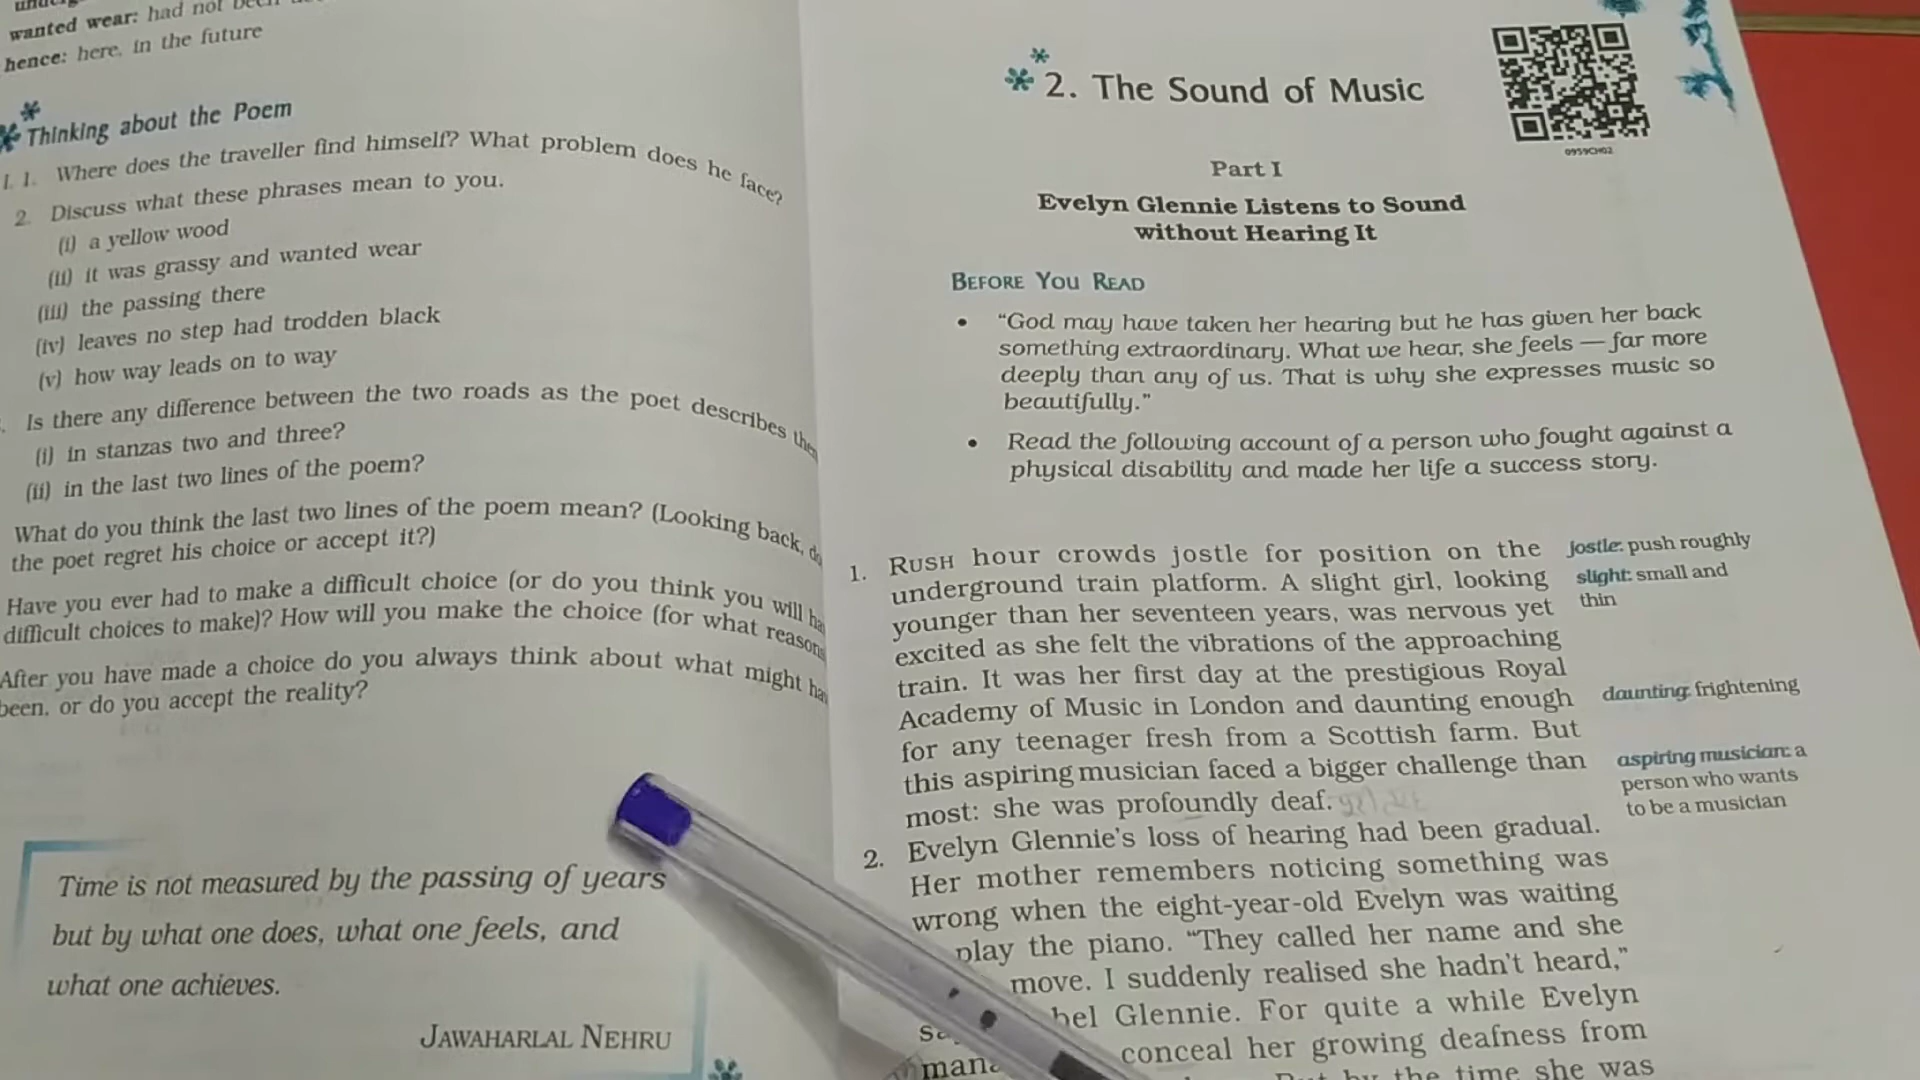 wanted wear: had not
hence: here, in the future
Thinking about the Poem
I. 1. Where does the traveller find himself? What problem does he face?
2. Discuss what these phrases mean to you.
(i) a yellow wood
(ii) it was grassy and wanted wear
(iii) the passing there
(iv) leaves no step had trodden black
(v) how way leads on to way
Is there any difference between the two roads as the poet describes
(i) in stanzas two and three?
(ii) in the last two lines of the poem?
What do you think the last two lines of the poem mean? (Looking back,
the poet regret his choice or accept it?)
Have you ever had to make a difficult choice (or do you think you will
difficult choices to make)? How will you make the choice (for what
After you have made a choice do you always think about what might
been, or do you accept the reality?
Time is not measured by the passing of years
but by what one does, what one feels, and
what one achieves.
JAWAHARLAL NEHRU
2. The Sound of Music
0959CH02
Part I
Evelyn Glennie Listens to Sound
without Hearing It
BEFORE YOU READ
• “God may have taken her hearing but he has given her back
something extraordinary. What we hear, she feels — far more
deeply than any of us. That is why she expresses music so
beautifully.”
• Read the following account of a person who fought against a
physical disability and made her life a success story.
1. RUSH hour crowds jostle for position on the
underground train platform. A slight girl, looking
younger than her seventeen years, was nervous yet
excited as she felt the vibrations of the approaching
train. It was her first day at the prestigious Royal
Academy of Music in London and daunting enough
for any teenager fresh from a Scottish farm. But
this aspiring musician faced a bigger challenge than
most: she was profoundly deaf.
2. Evelyn Glennie’s loss of hearing had been gradual.
Her mother remembers noticing something was
wrong when the eight-year-old Evelyn was waiting
play the piano. “They called her name and she
move. I suddenly realised she hadn’t heard,”
Glennie. For quite a while Evelyn
conceal her growing deafness from
the time she was
jostle: push roughly
slight: small and
thin
daunting: frightening
aspiring musician: a
person who wants
to be a musician